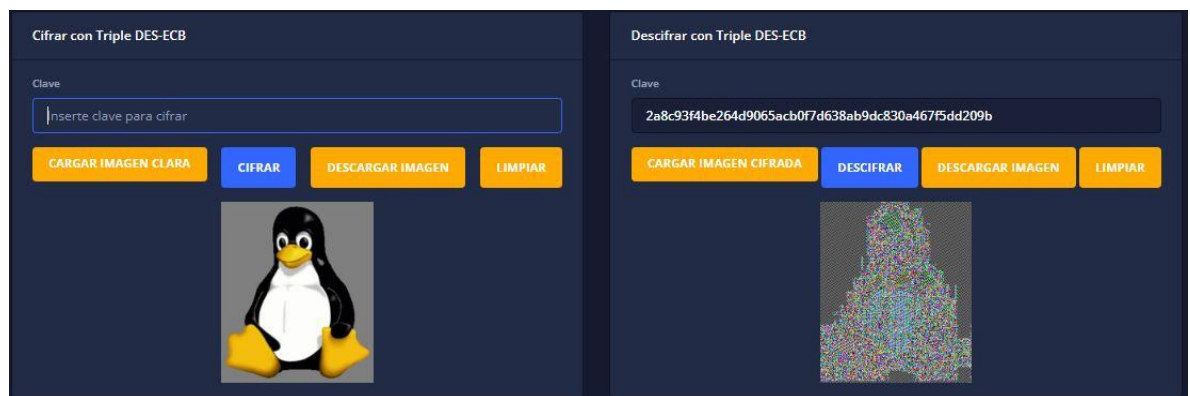 Cifrar con Triple DES-ECB
Clave
Inserte clave para cifrar
CARGAR IMAGEN CLARA CIFRAR DESCARGAR IMAGEN LIMPIAR
Descifrar con Triple DES-ECB
Clave
2a8c93f4be264d9065acb0f7d638ab9dc830a467f5dd209b
CARGAR IMAGEN CIFRADA DESCIFRAR DESCARGAR IMAGEN LIMPIAR